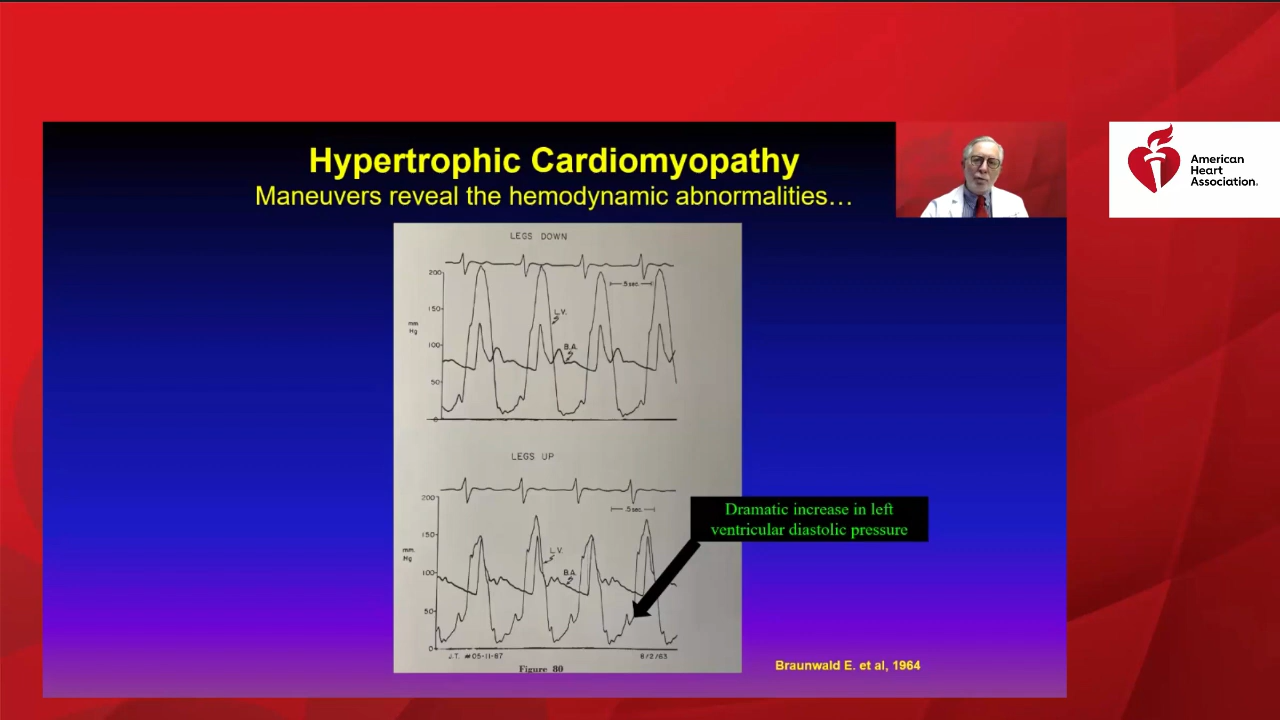 Hypertrophic Cardiomyopathy
Maneuvers reveal the hemodynamic abnormalities…
American
Heart
Association.
LEGS DOWN
200
.5 sec.
150
L.V.
mm
Hg
100
B.A.
50
0
LEGS UP
200
.5 sec.
Dramatic increase in left
ventricular diastolic pressure
150
L.V.
mm.
Hg
100
B.A.
50
0
J.T. #05-11-87
8/2/63
Figure 80
Braunwald E. et al, 1964